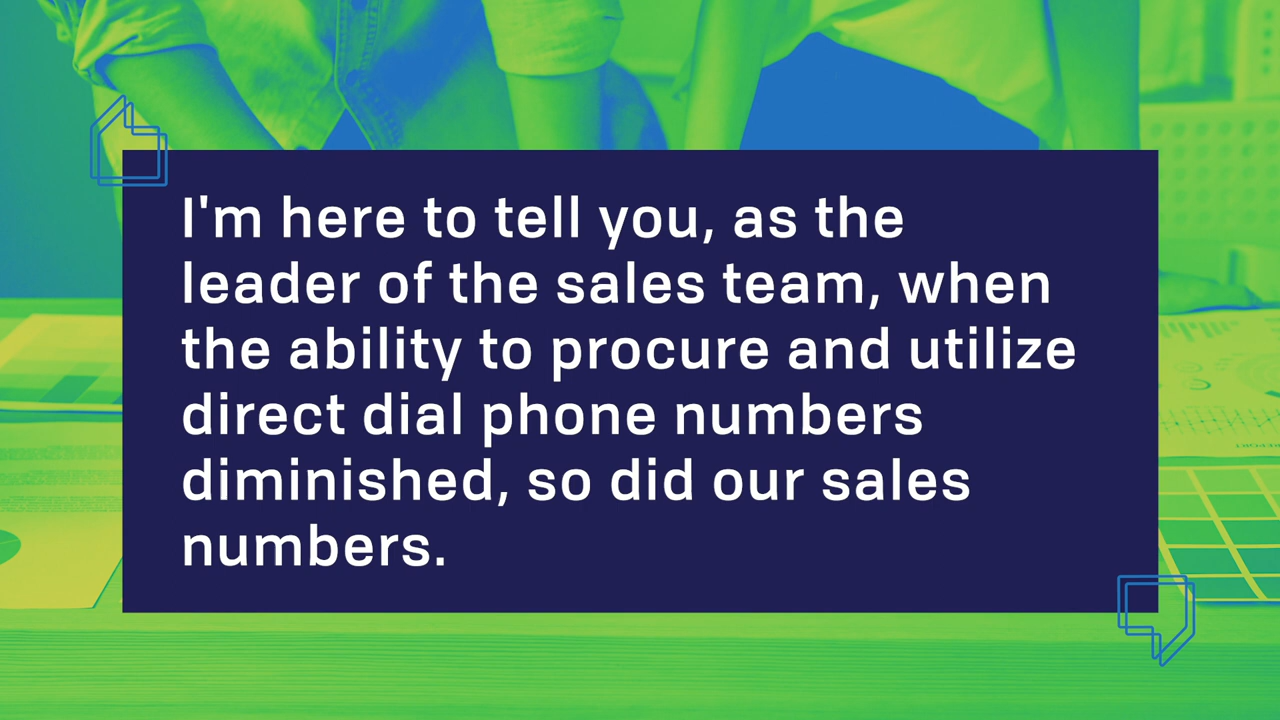 I'm here to tell you, as the
leader of the sales team, when
the ability to procure and utilize
direct dial phone numbers
diminished, so did our sales
numbers.